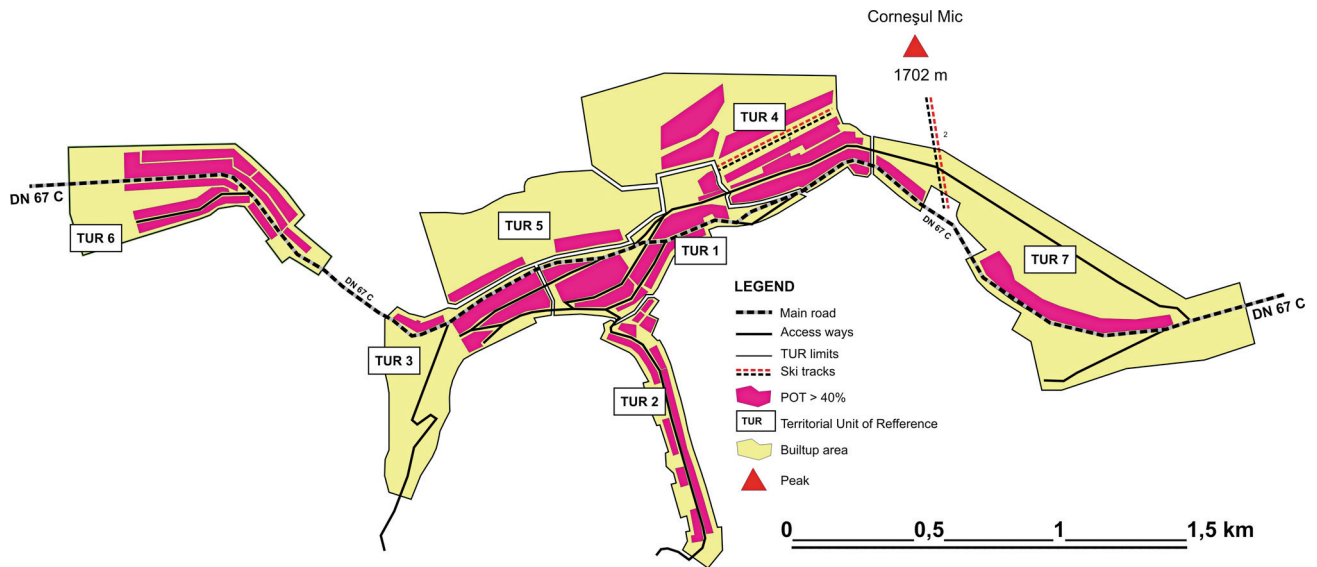 Corneşul Mic
1702 m
2
TUR 4
DN 67 C
TUR 6
TUR 5
TUR 1
DN 67 C
TUR 7
DN 67 C
DN 67 C
TUR 3
TUR 2
LEGEND
Main road
Access ways
TUR limits
Ski tracks
POT > 40%
TUR Territorial Unit of Refference
Builtup area
Peak
0 0,5 1 1,5 km